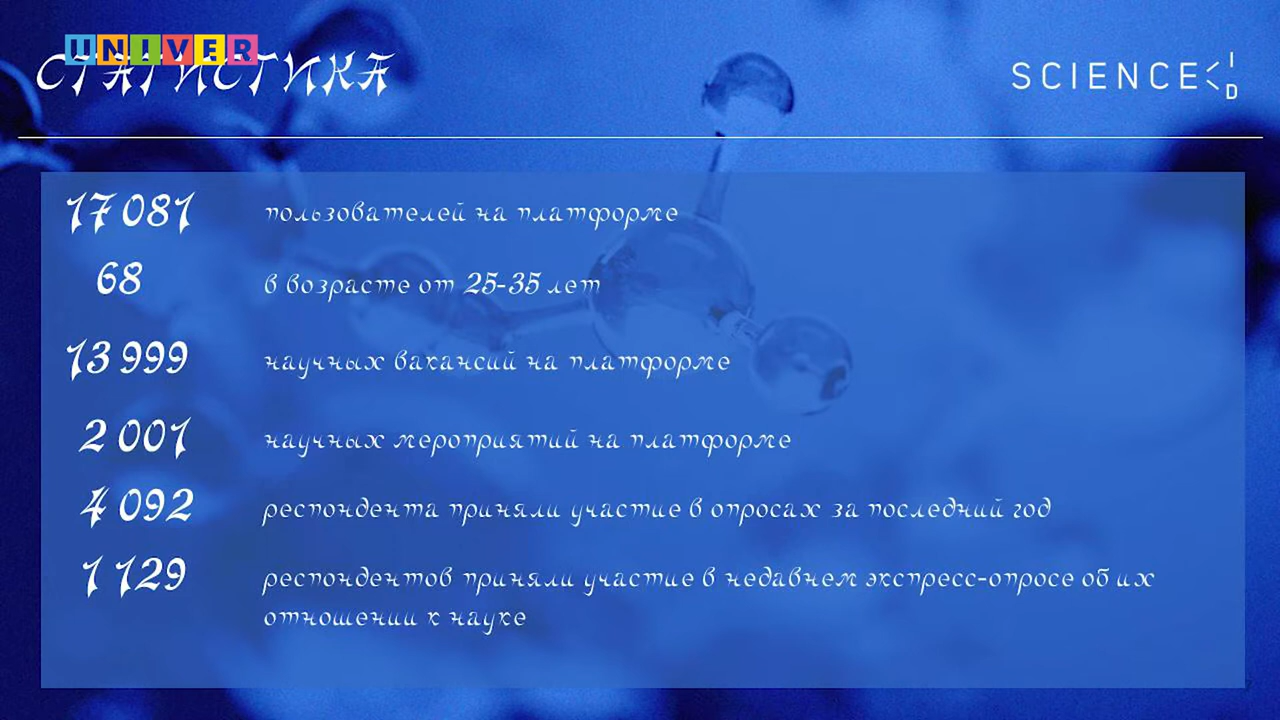 UNIVER
СТАТИСТИКА
SCIENCE ID
17 081 пользователей на платформе
68 в возрасте от 25-35 лет
13 999 научных вакансий на платформе
2 001 научных мероприятий на платформе
4 092 респондента приняли участие в опросах за последний год
1 129 респондентов приняли участие в недавнем экспресс-опросе об их
отношении к науке